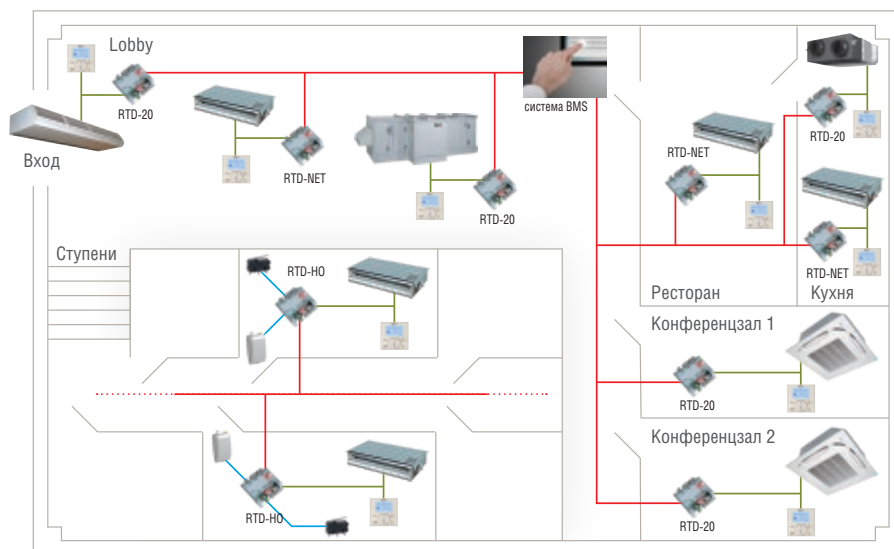 Lobby
RTD-20
Вход
RTD-NET
RTD-20
система BMS
RTD-NET
RTD-20
RTD-NET
Ступени
RTD-HO
Ресторан
Кухня
Конференцзал 1
RTD-20
Конференцзал 2
RTD-20
RTD-HO